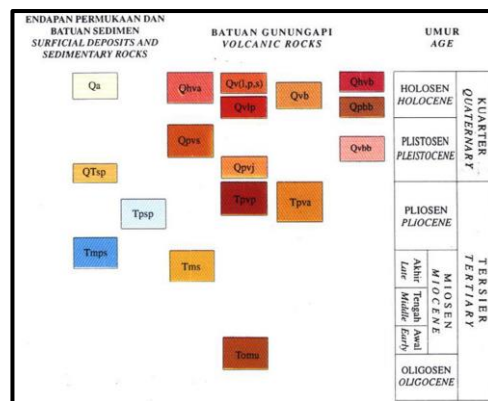 ENDAPAN PERMUKAAN DAN
BATUAN SEDIMEN
SURFICIAL DEPOSITS AND
SEDIMENTARY ROCKS
BATUAN GUNUNGAPI
VOLCANIC ROCKS
UMUR
AGE
Qa
Qhva
Qv(l,p,s)
Qvb
Qhvb
Qvlp
Qpbb
HOLOSEN
HOLOCENE
KUARTER
QUATERNARY
Qpvs
Qvbb
PLISTOSEN
PLEISTOCENE
QTsp
Qpvj
Tpsp
Tpvp
Tpva
PLIOSEN
PLIOCENE
TERSIER
TERTIARY
Tmps
Tms
Akhir
Late
Tengah
Middle
Awal
Early
MIOSEN
MIOCENE
Tomu
OLIGOSEN
OLIGOCENE